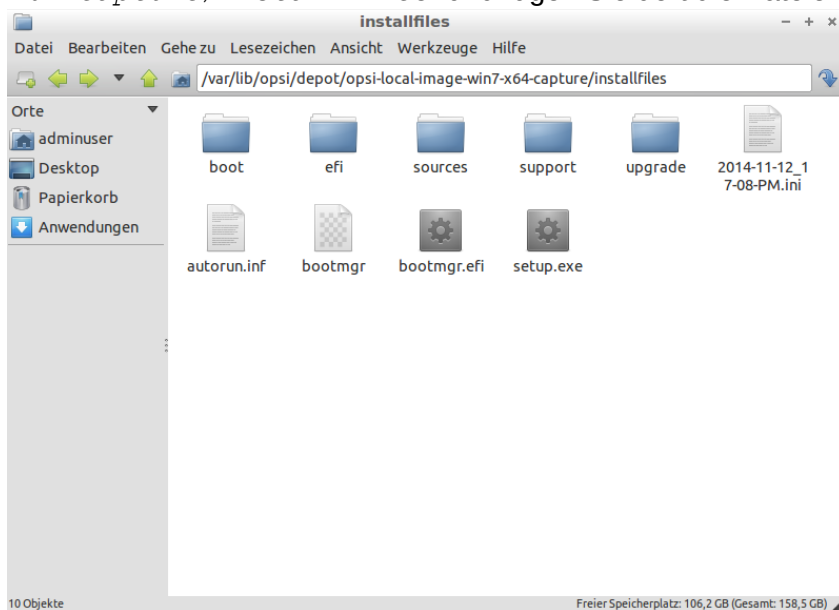 installfiles
Datei Bearbeiten Gehe zu Lesezeichen Ansicht Werkzeuge Hilfe
/var/lib/opsi/depot/opsi-local-image-win7-x64-capture/installfiles
Orte
adminuser
Desktop
Papierkorb
Anwendungen
boot efi sources support upgrade 2014-11-12_1
7-08-PM.ini
autorun.inf bootmgr bootmgr.efi setup.exe
10 Objekte Freier Speicherplatz: 106,2 GB (Gesamt: 158,5 GB)